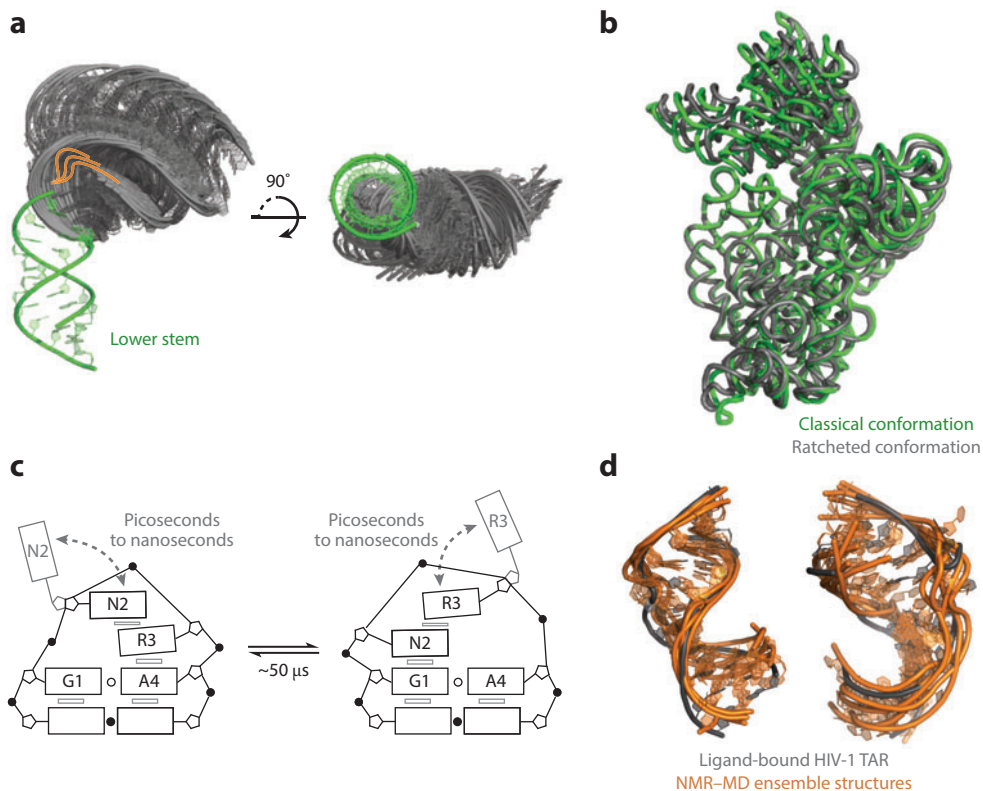 a
90°
Lower stem
b
Classical conformation
Ratcheted conformation
c
Picoseconds
to nanoseconds
N2
N2
R3
G1
A4
~50 μs
Picoseconds
to nanoseconds
R3
R3
N2
G1
A4
d
Ligand-bound HIV-1 TAR
NMR–MD ensemble structures